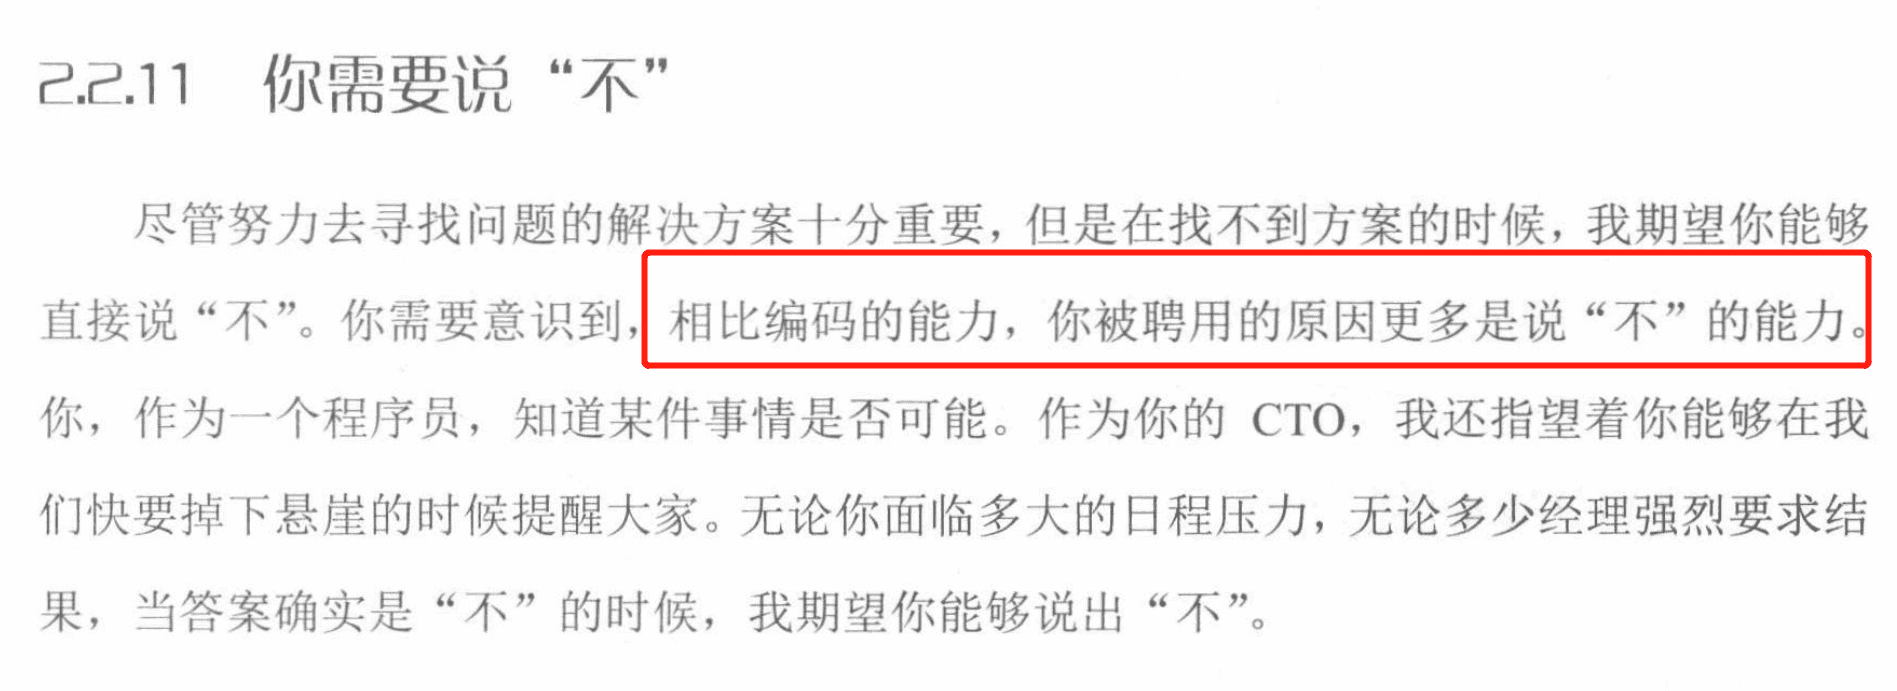 2.2.11 你需要说“不”
尽管努力去寻找问题的解决方案十分重要，但是在找不到方案的时候，我期望你能够
直接说“不”。你需要意识到，相比编码的能力，你被聘用的原因更多是说“不”的能力。
你，作为一个程序员，知道某件事情是否可能。作为你的 CTO，我还指望着你能够在我
们快要掉下悬崖的时候提醒大家。无论你面临多大的日程压力，无论多少经理强烈要求结
果，当答案确实是“不”的时候，我期望你能够说出“不”。